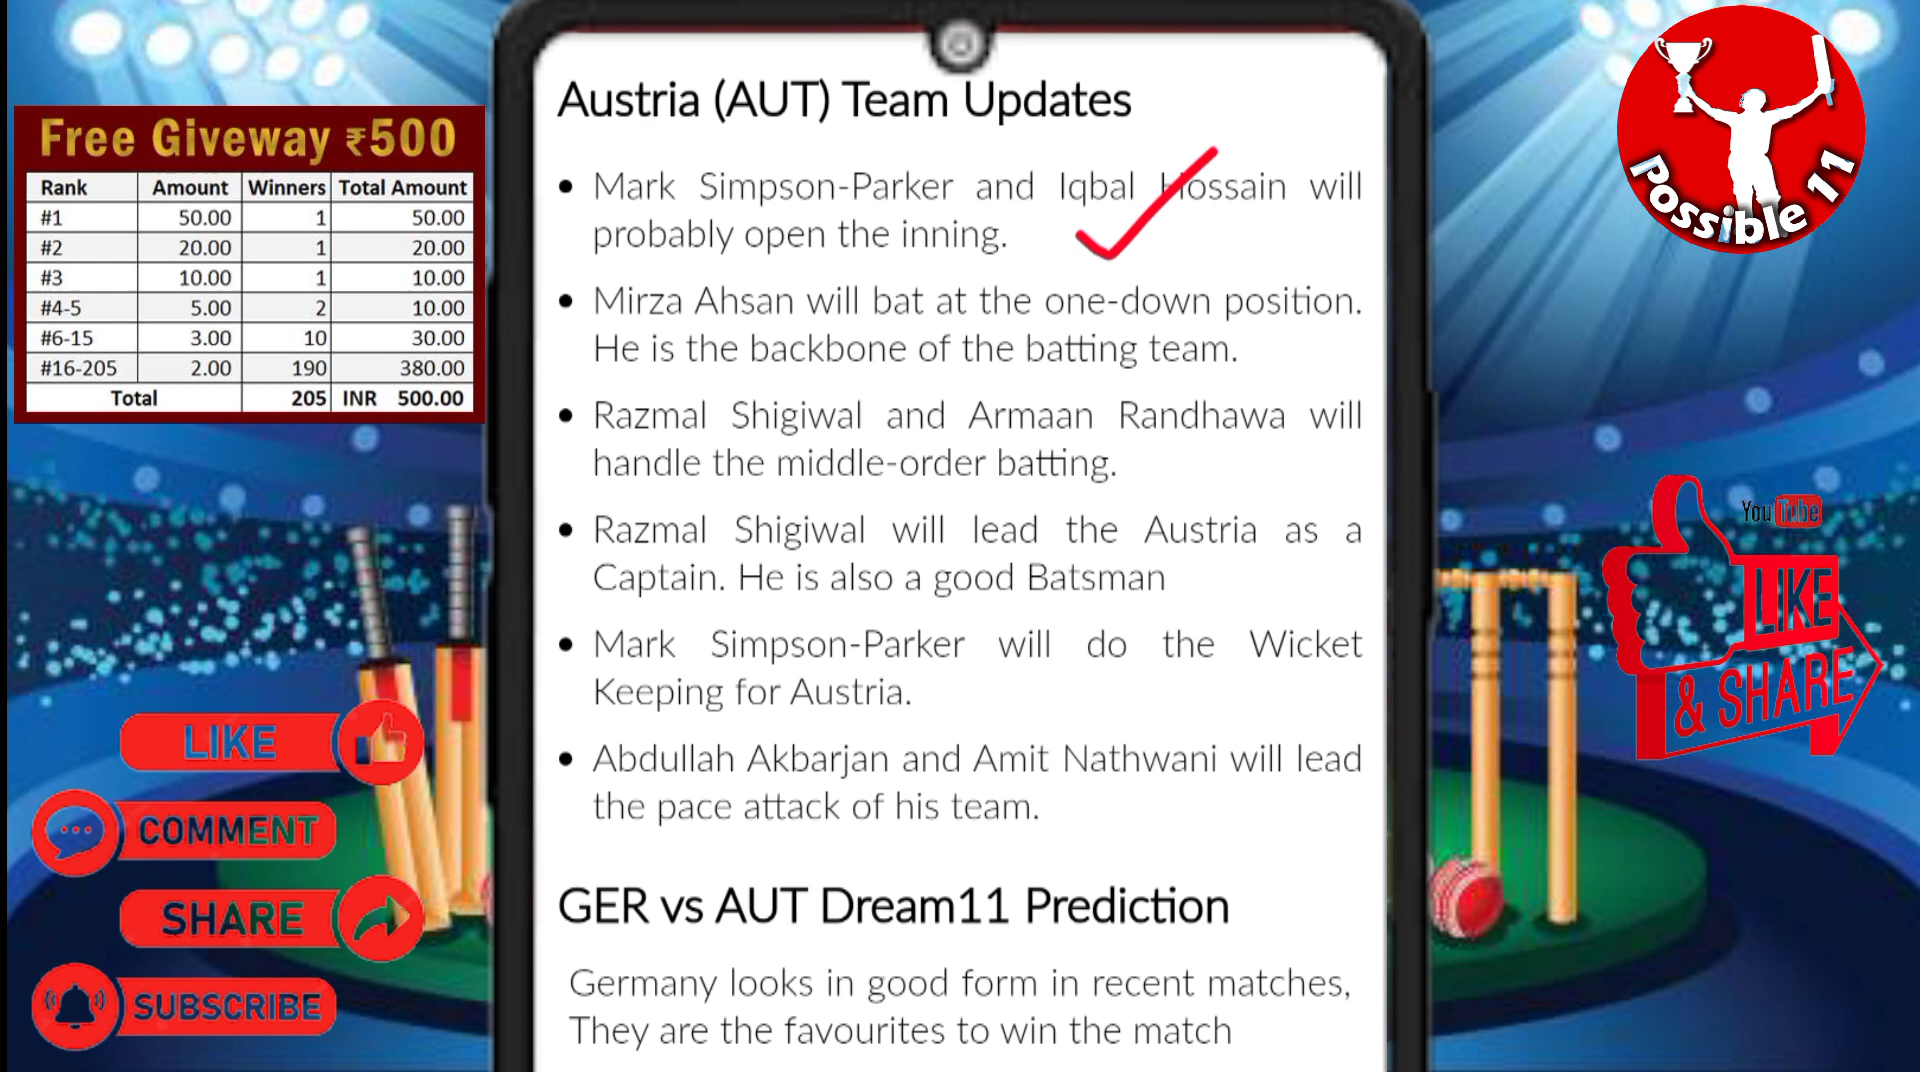 Free Giveway ₹500
Rank Amount Winners Total Amount
#1 50.00 1 50.00
#2 20.00 1 20.00
#3 10.00 1 10.00
#4-5 5.00 2 10.00
#6-15 3.00 10 30.00
#16-205 2.00 190 380.00
Total 205 INR 500.00
LIKE
COMMENT
SHARE
SUBSCRIBE
Austria (AUT) Team Updates
• Mark Simpson-Parker and Iqbal Hossain will
probably open the inning.
• Mirza Ahsan will bat at the one-down position.
He is the backbone of the batting team.
• Razmal Shigiwal and Armaan Randhawa will
handle the middle-order batting.
• Razmal Shigiwal will lead the Austria as a
Captain. He is also a good Batsman
• Mark Simpson-Parker will do the Wicket
Keeping for Austria.
• Abdullah Akbarjan and Amit Nathwani will lead
the pace attack of his team.
GER vs AUT Dream11 Prediction
Germany looks in good form in recent matches,
They are the favourites to win the match
Possible 11
YouTube
LIKE
& SHARE